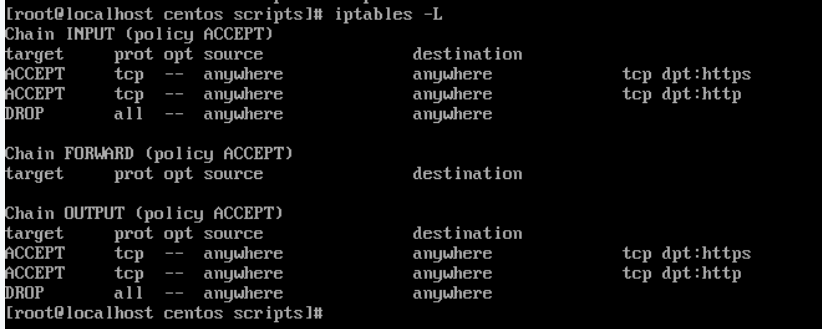 [root@localhost centos scripts]# iptables -L
Chain INPUT (policy ACCEPT)
target     prot opt source               destination
ACCEPT     tcp  --  anywhere             anywhere             tcp dpt:https
ACCEPT     tcp  --  anywhere             anywhere             tcp dpt:http
DROP       all  --  anywhere             anywhere

Chain FORWARD (policy ACCEPT)
target     prot opt source               destination

Chain OUTPUT (policy ACCEPT)
target     prot opt source               destination
ACCEPT     tcp  --  anywhere             anywhere             tcp dpt:https
ACCEPT     tcp  --  anywhere             anywhere             tcp dpt:http
DROP       all  --  anywhere             anywhere
[root@localhost centos scripts]#